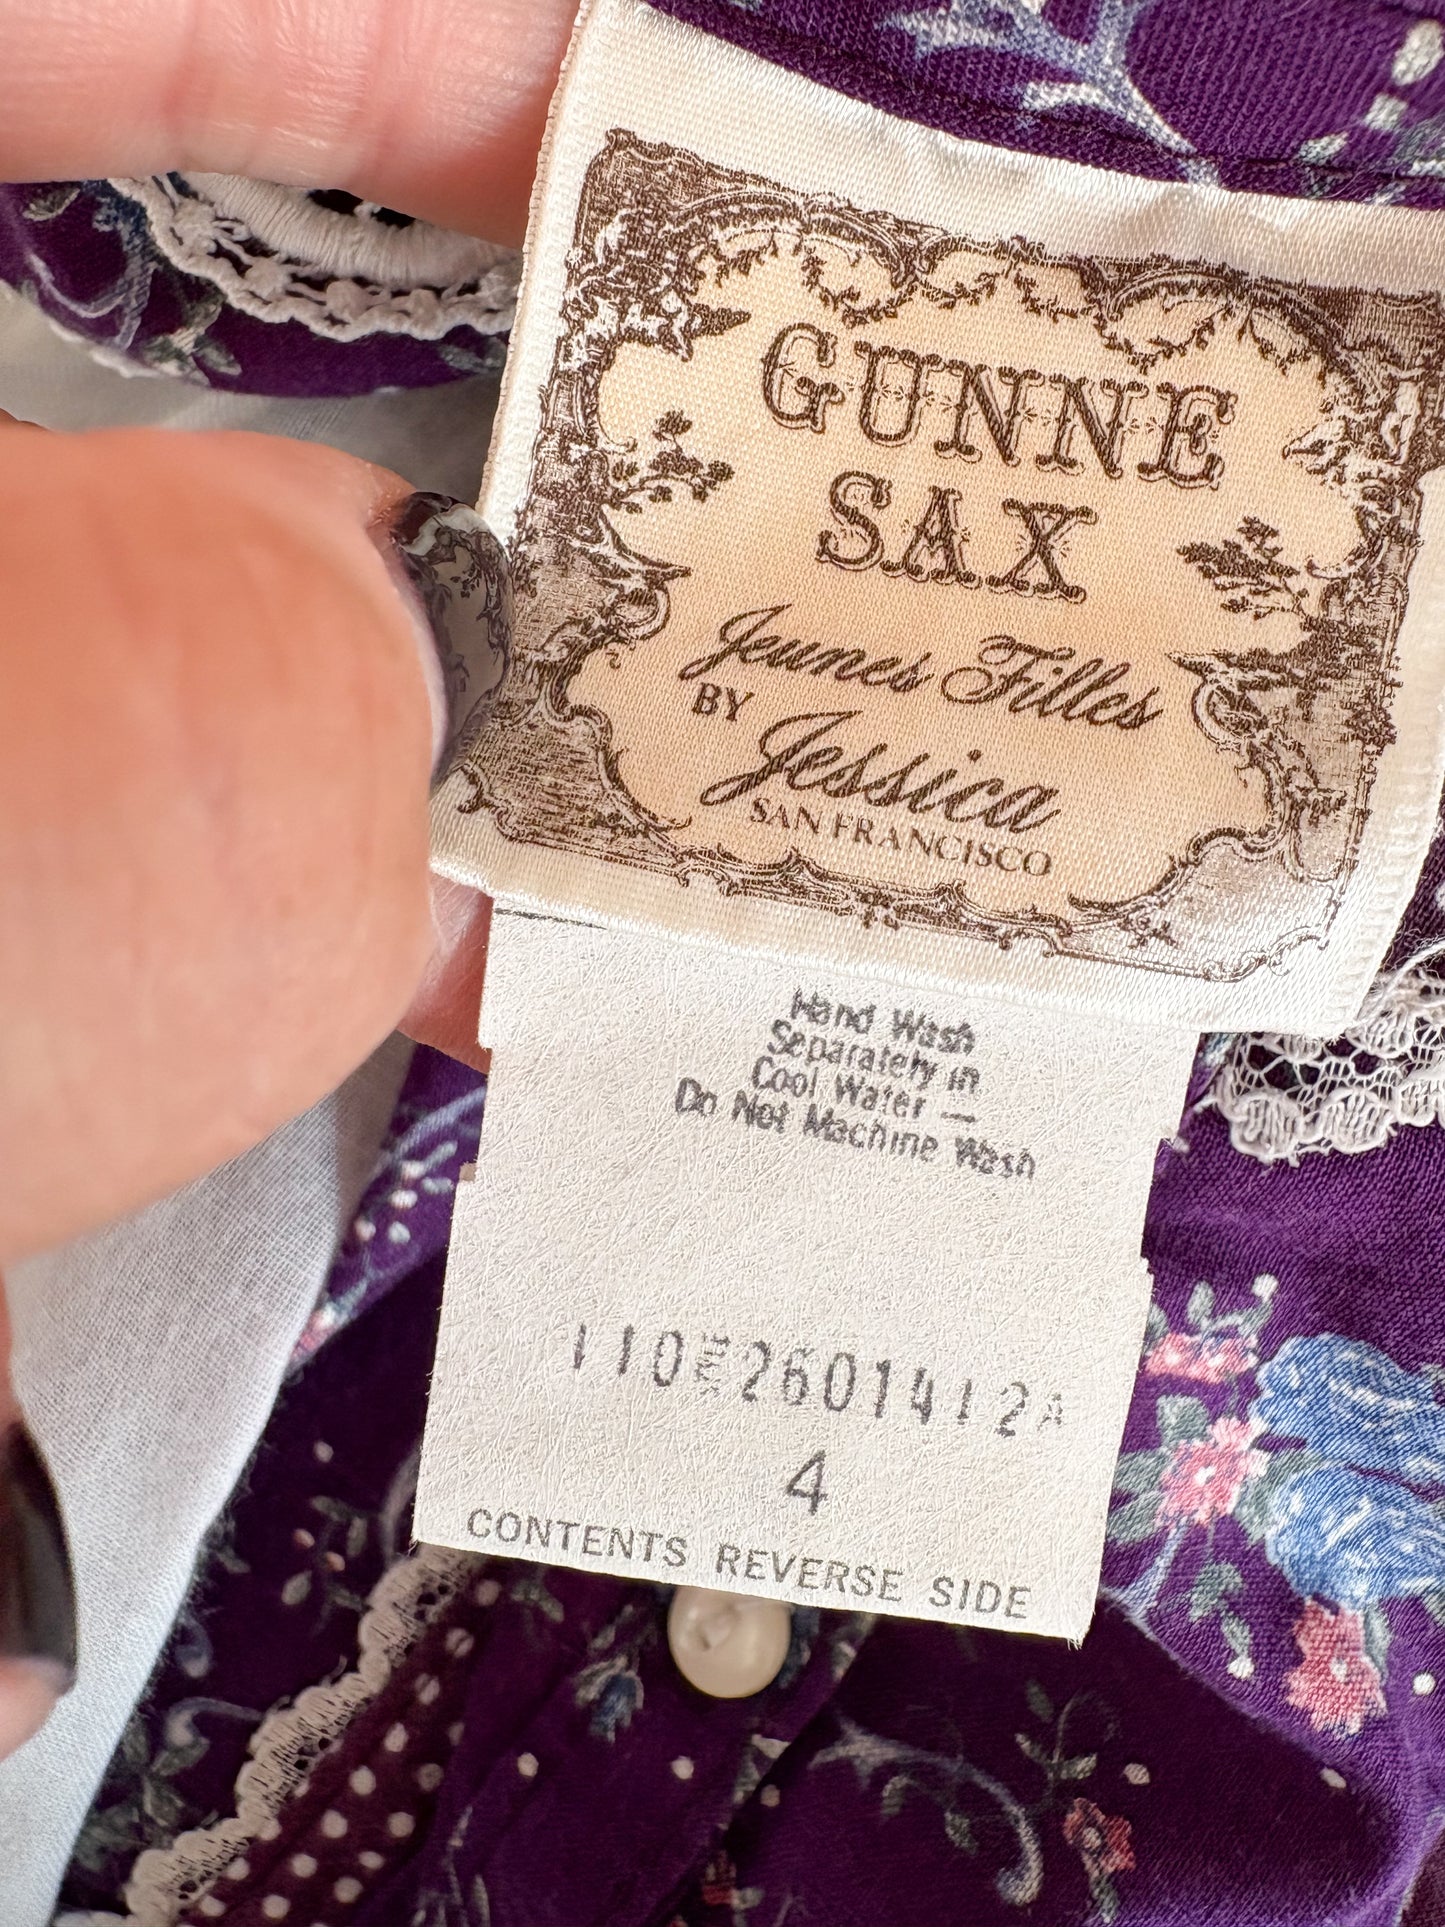 GUNNE
SAX
Jeunes Filles
BY Jessica
SAN FRANCISCO
Hand Wash
Separately in
Cool Water —
Do Not Machine Wash
4
CONTENTS REVERSE SIDE